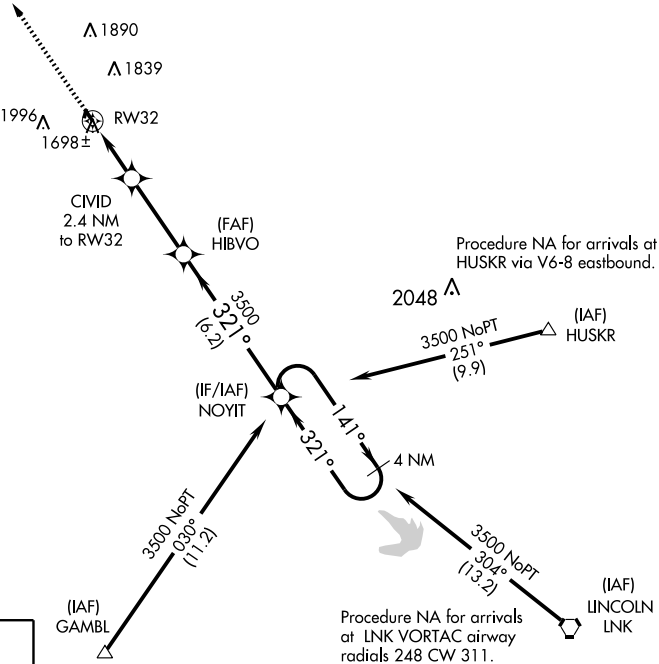 1890
1839
1996
RW32
1698±
CIVID
2.4 NM
to RW32
(FAF)
HIBVO
Procedure NA for arrivals at
HUSKR via V6-8 eastbound.
2048
3500
321°
(6.2)
(IAF)
HUSKR
3500 NoPT
251°
(9.9)
(IF/IAF)
NOYIT
141°
321°
4 NM
3500 NoPT
030°
(11.2)
3500 NoPT
304°
(13.2)
(IAF)
GAMBL
(IAF)
LINCOLN
LNK
Procedure NA for arrivals
at LNK VORTAC airway
radials 248 CW 311.